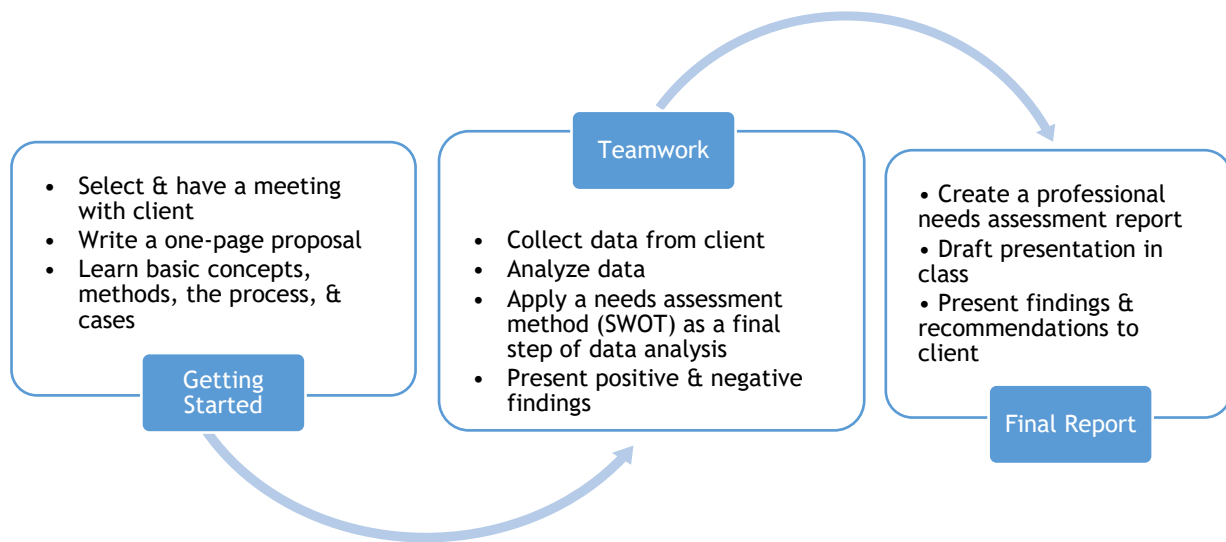 • Select & have a meeting
with client
• Write a one-page proposal
• Learn basic concepts,
methods, the process, &
cases
Getting
Started
Teamwork
• Collect data from client
• Analyze data
• Apply a needs assessment
method (SWOT) as a final
step of data analysis
• Present positive & negative
findings
• Create a professional
needs assessment report
• Draft presentation in
class
• Present findings &
recommendations to
client
Final Report